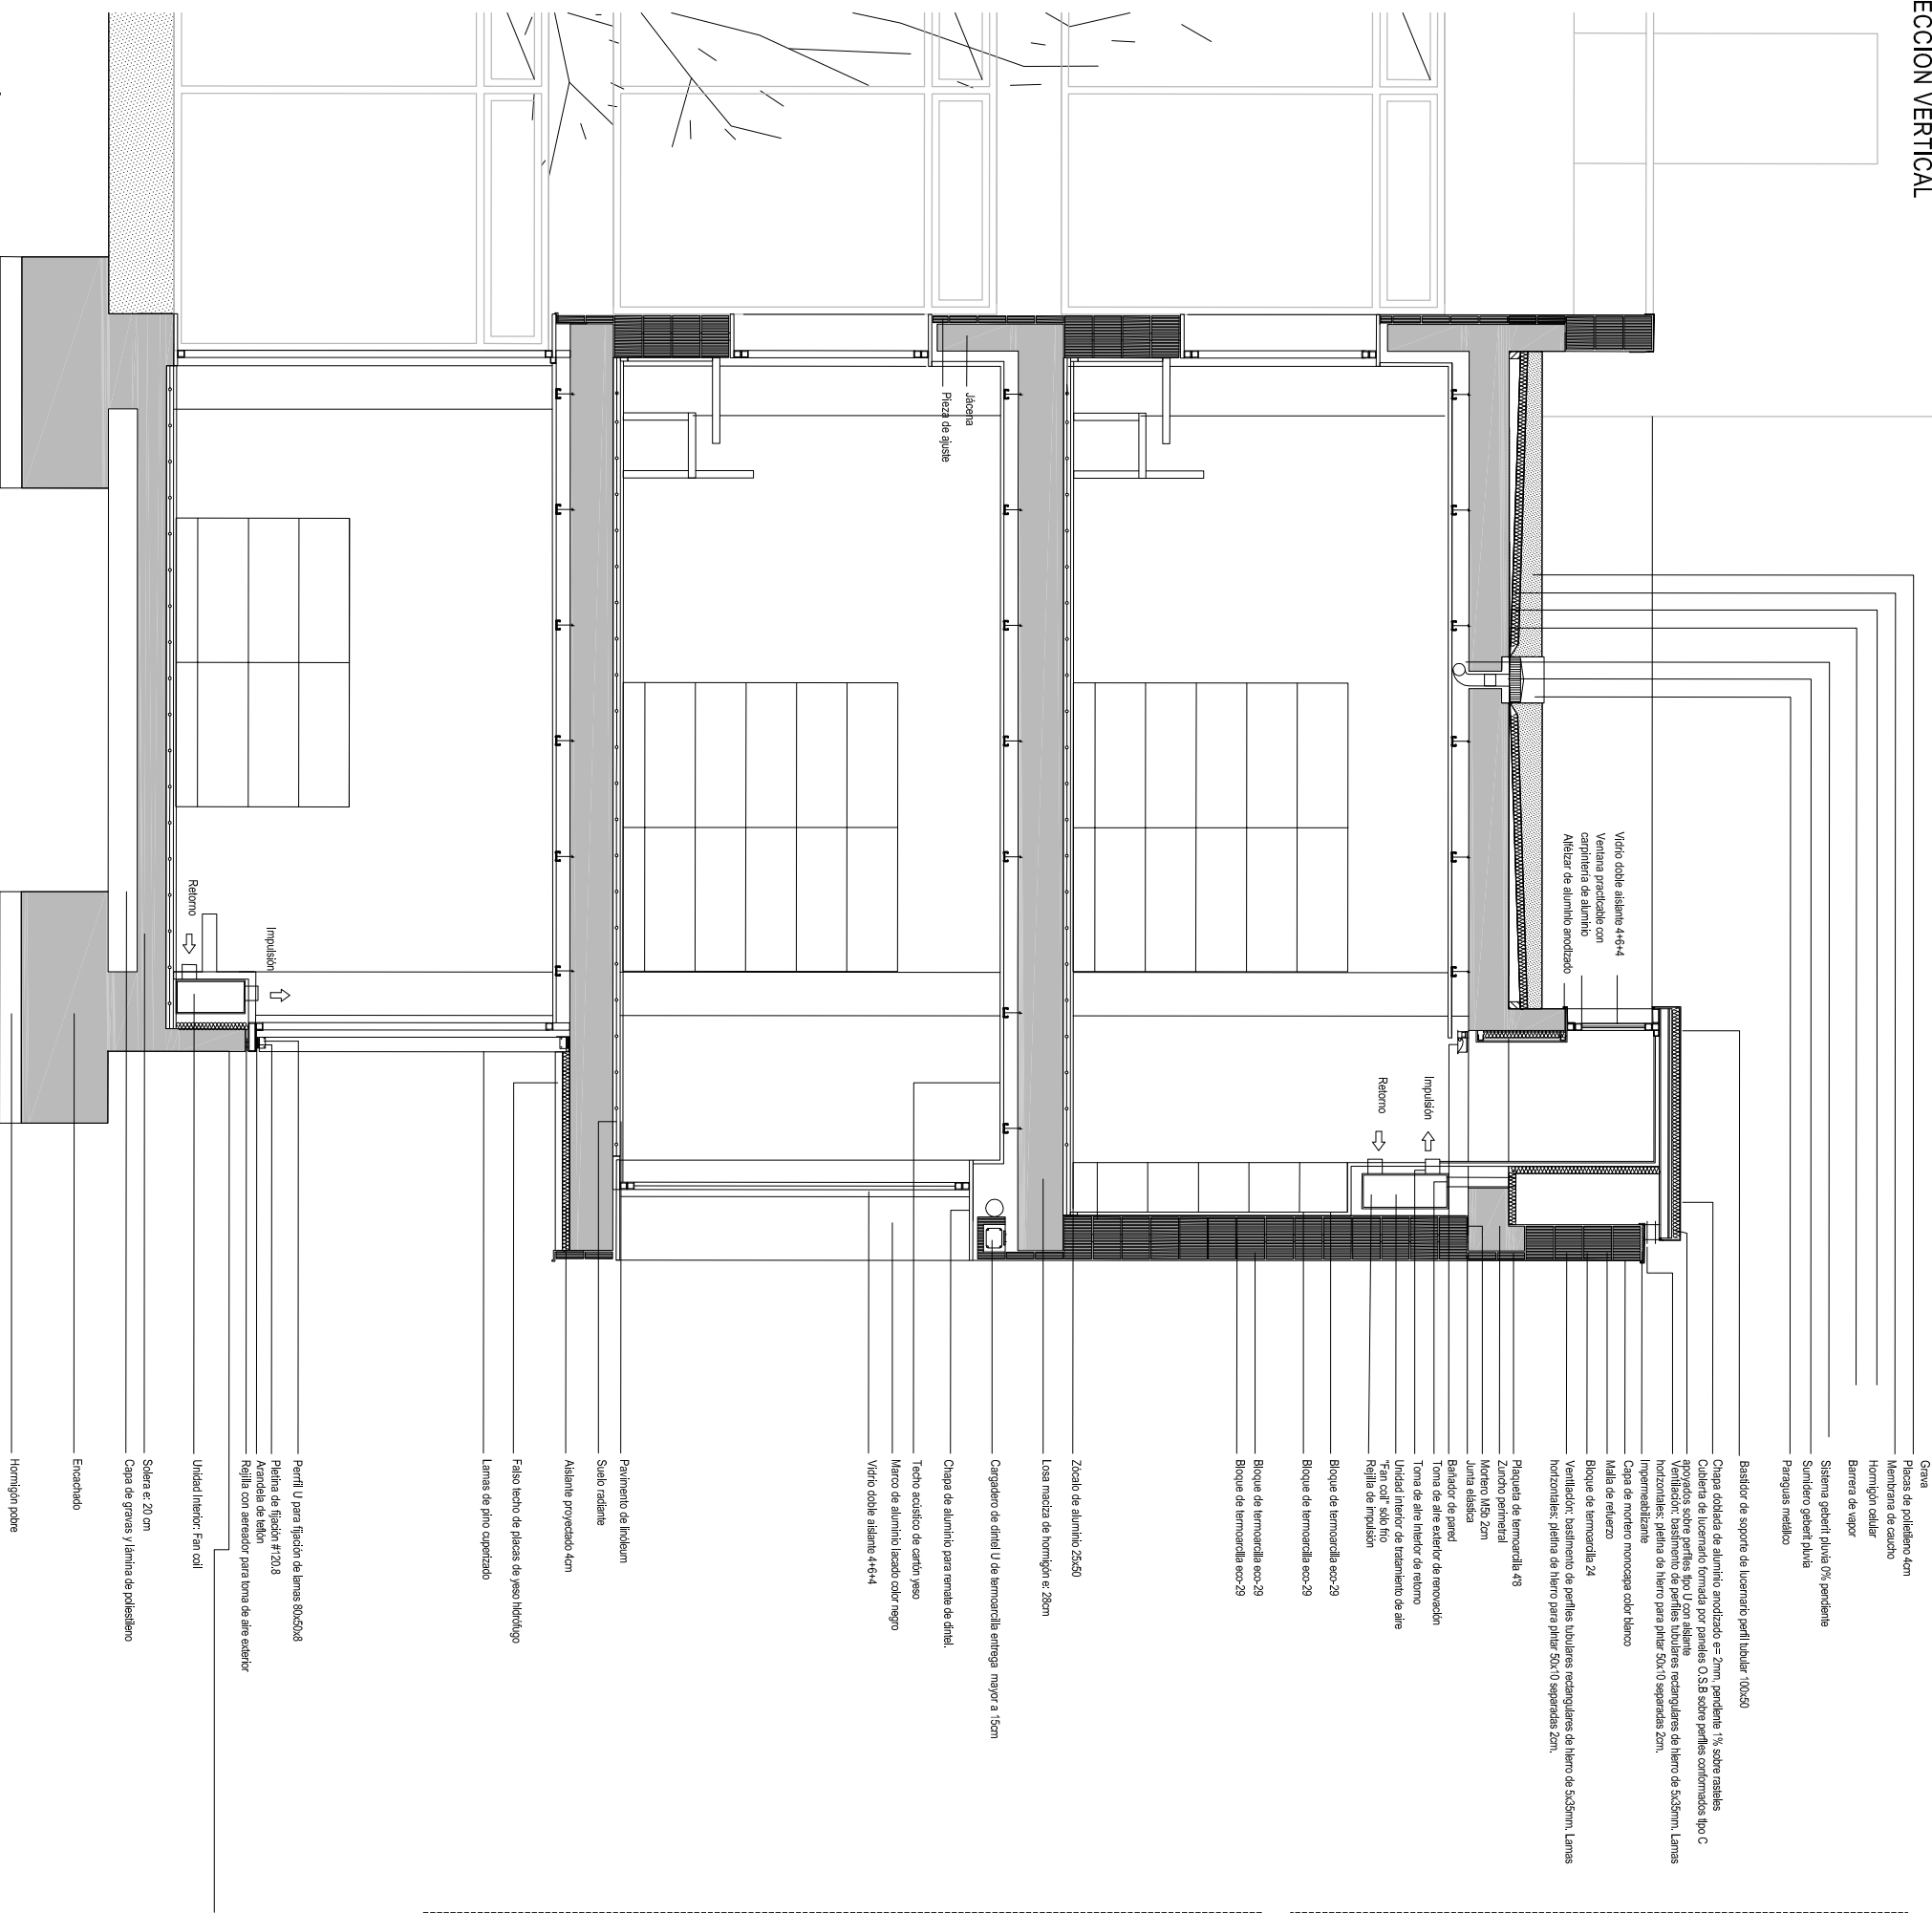 ECCION VERTICAL
Grava
Placas de polietileno 4cm
Membrana de caucho
Hormigón celular
Barrera de vapor
Sistema geberit pluvia 0% pendiente
Sumidero geberit pluvia
Paraguas metálico
Bastidor de soporte de lucernario perfil tubular 100x50
Chapa doblada de aluminio anodizado e= 2mm, pendiente 1% sobre rasteles
Cubierta de lucernario formada por paneles O.S.B sobre perfiles conformados tipo C
apoyados sobre perfiles tipo U con aislante
Ventilación: bastimento de perfiles tubulares rectangulares de hierro de 5x35mm. Lamas
horizontales; pletina de hierro para pintar 50x10 separadas 2cm.
Impermeabilizante
Capa de mortero monocapa color blanco
Malla de refuerzo
Bloque de termoarcilla 24
Ventilación: bastimento de perfiles tubulares rectangulares de hierro de 5x35mm. Lamas
horizontales; pletina de hierro para pintar 50x10 separadas 2cm.
Plaqueta de termoarcilla 4'8
Zuncho perimetral
Mortero M5b 2cm
Junta elástica
Bañador de pared
Toma de aire exterior de renovación
Toma de aire interior de retorno
Unidad interior de tratamiento de aire
"Fan coil" sólo frío
Rejilla de impulsión
Bloque de termoarcilla eco-29
Bloque de termoarcilla eco-29
Bloque de termoarcilla eco-29
Bloque de termoarcilla eco-29
Zócalo de aluminio 25x50
Losa maciza de hormigón e: 28cm
Cargadero de dintel U de termoarcilla entrega mayor a 15cm
Chapa de aluminio para remate de dintel.
Techo acústico de cartón yeso
Marco de aluminio lacado color negro
Vidrio doble aislante 4+6+4
Pavimento de linóleum
Suelo radiante
Aislante proyectado 4cm
Falso techo de placas de yeso hidrófugo
Lamas de pino cuperizado
Perrfil U para fijación de lamas 80x50x8
Pletina de fijación #120.8
Arandela de teflón
Rejilla con aereador para toma de aire exterior
Unidad Interior: Fan coil
Solera e: 20 cm
Capa de gravas y lámina de poliestileno
Encachado
Hormigón pobre
Vidrio doble aislante 4+6+4
Ventana practicable con
carpintería de aluminio
Alféizar de aluminio anodizado
Impulsión
Retorno
Jácena
Pieza de ajuste
Impulsión
Retorno